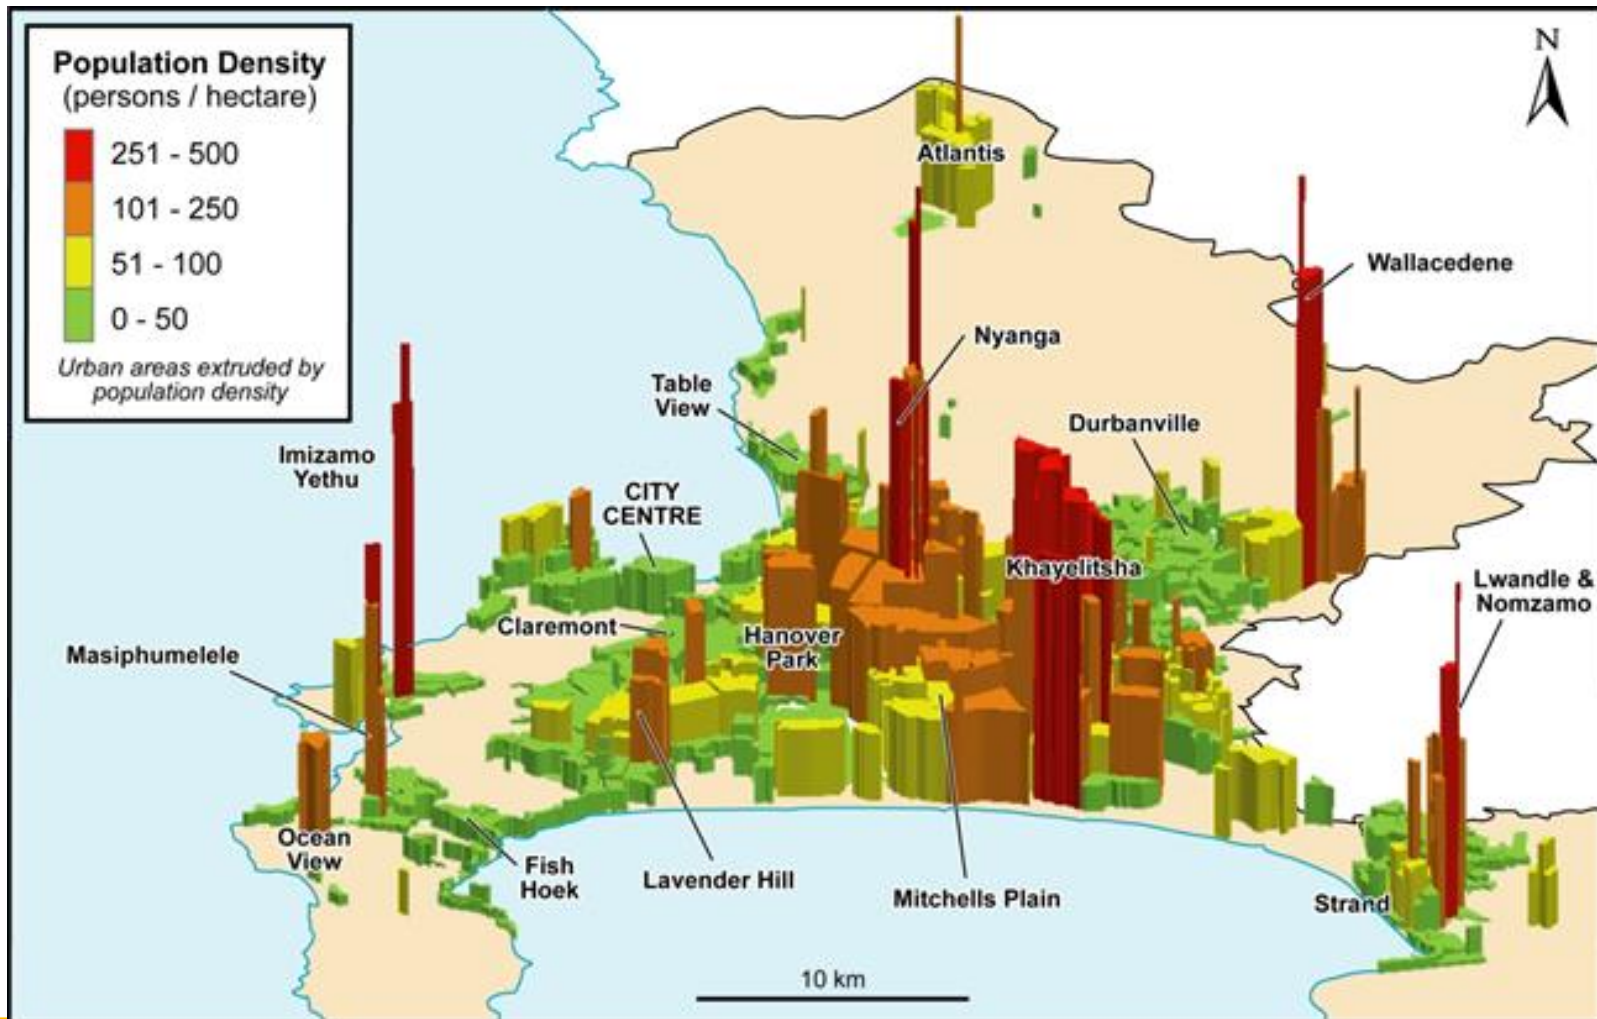 Population Density
(persons / hectare)
251 - 500
101 - 250
51 - 100
0 - 50
Urban areas extruded by
population density
N
Atlantis
Wallacedene
Nyanga
Table
View
Durbanville
Imizamo
Yethu
CITY
CENTRE
Khayelitsha
Lwandle &
Nomzamo
Claremont
Hanover
Park
Masiphumelele
Ocean
View
Fish
Hoek
Lavender Hill
Mitchells Plain
Strand
10 km